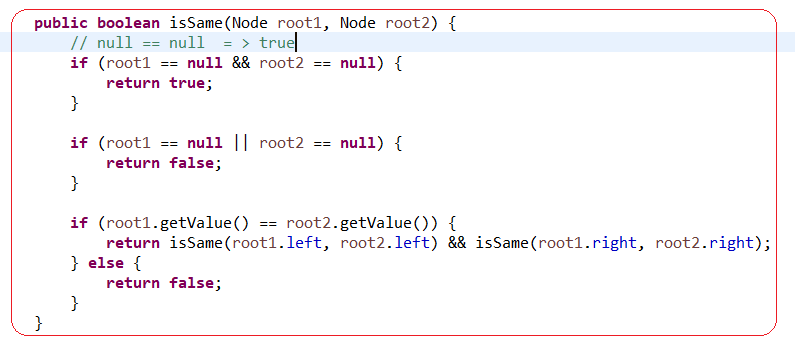 public boolean isSame(Node root1, Node root2) {
// null == null  = > true
if (root1 == null && root2 == null) {
return true;
}
if (root1 == null || root2 == null) {
return false;
}
if (root1.getValue() == root2.getValue()) {
return isSame(root1.left, root2.left) && isSame(root1.right, root2.right);
} else {
return false;
}
}